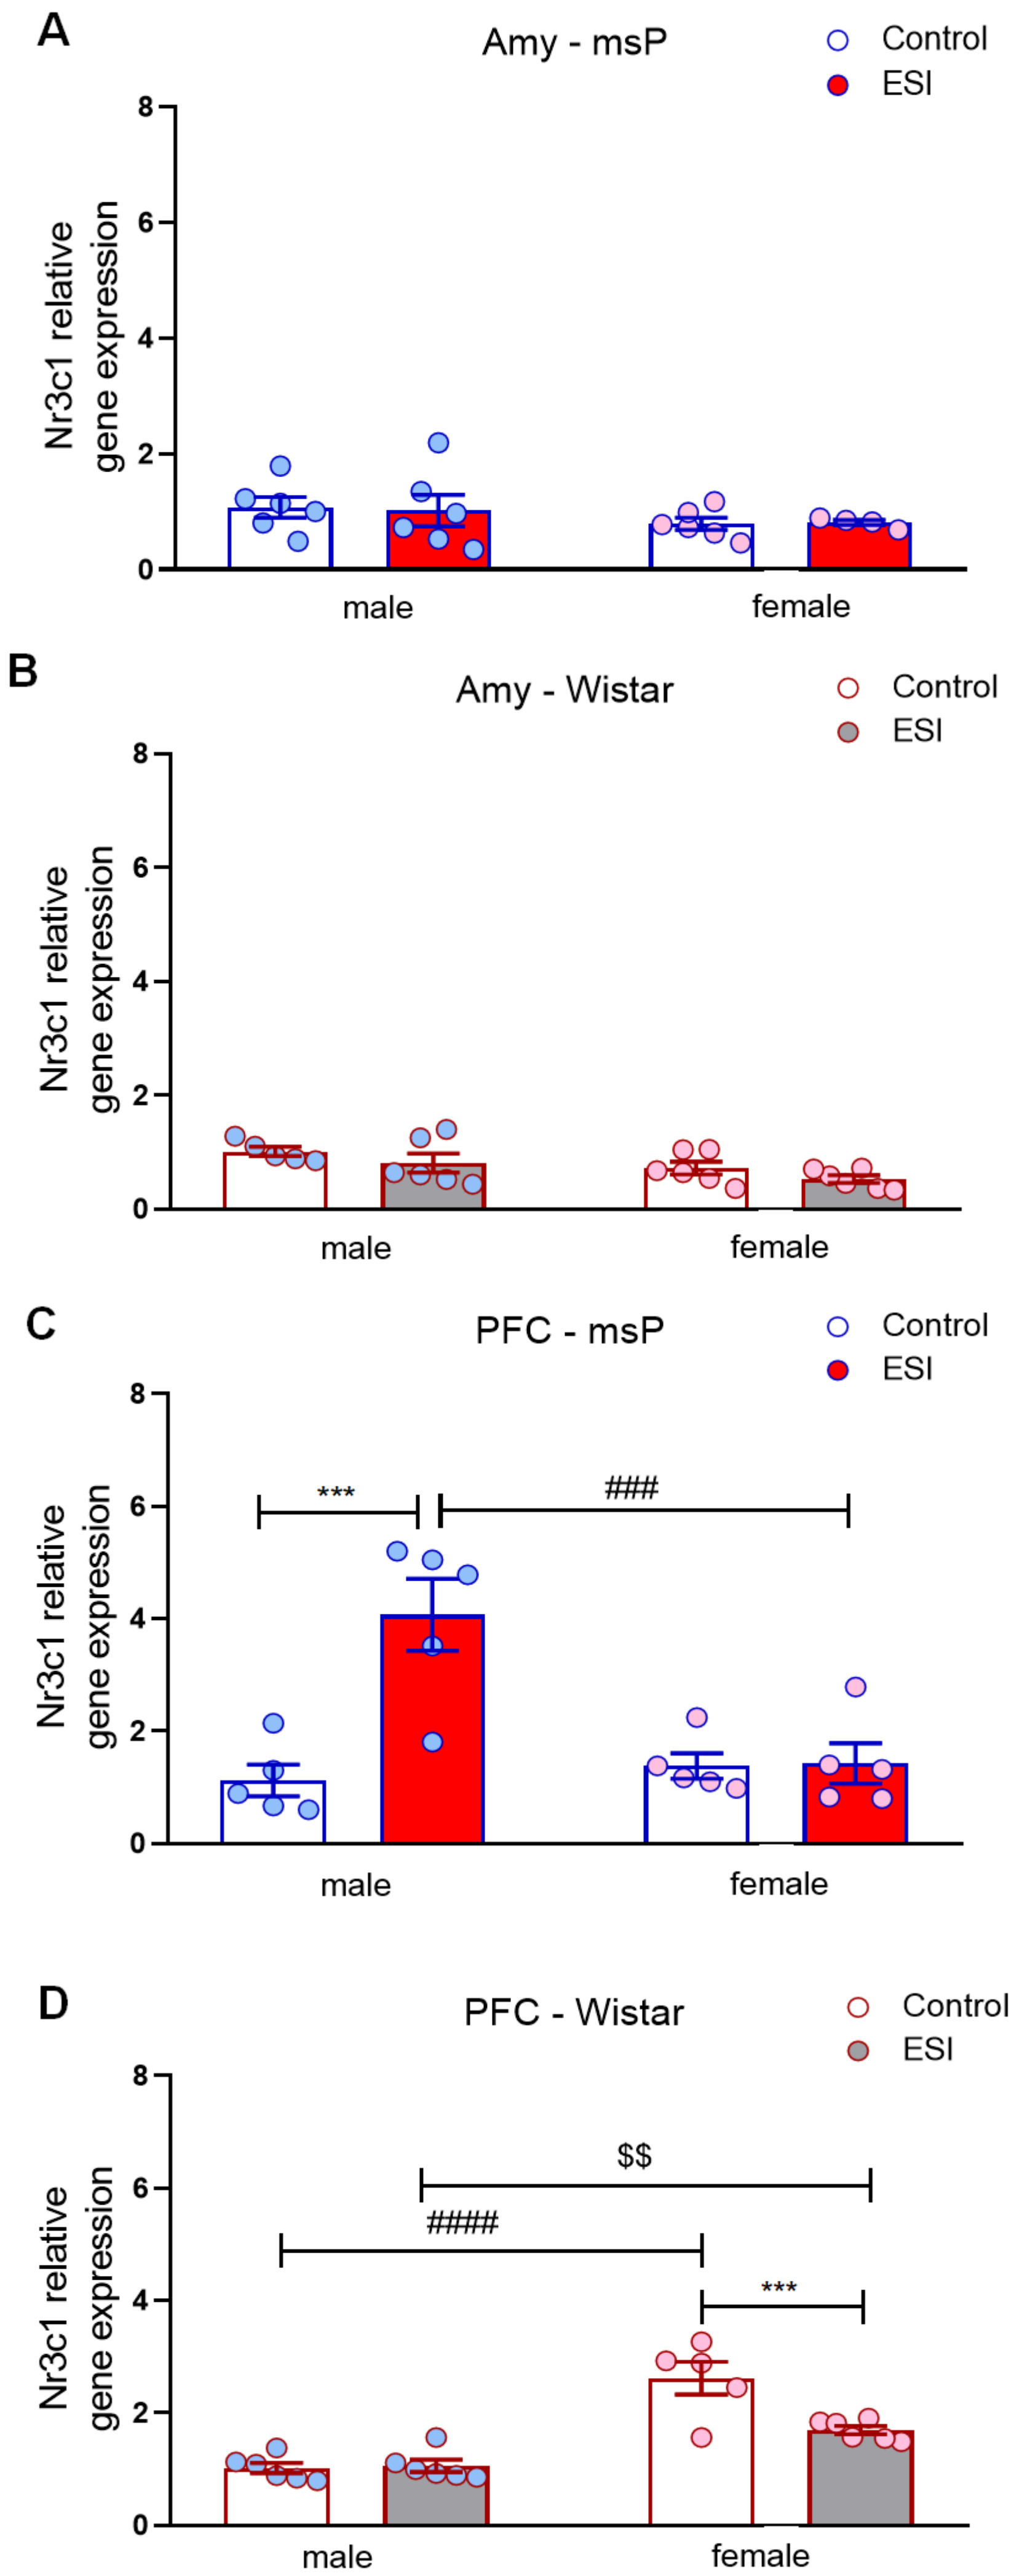 A
Amy - msP
Control
ESI
Nr3c1 relative
gene expression
8
6
4
2
0
male
female
B
Amy - Wistar
Control
ESI
Nr3c1 relative
gene expression
8
6
4
2
0
male
female
C
PFC - msP
Control
ESI
Nr3c1 relative
gene expression
8
6
4
2
0
***
###
male
female
D
PFC - Wistar
Control
ESI
Nr3c1 relative
gene expression
8
6
4
2
0
$$
####
***
male
female